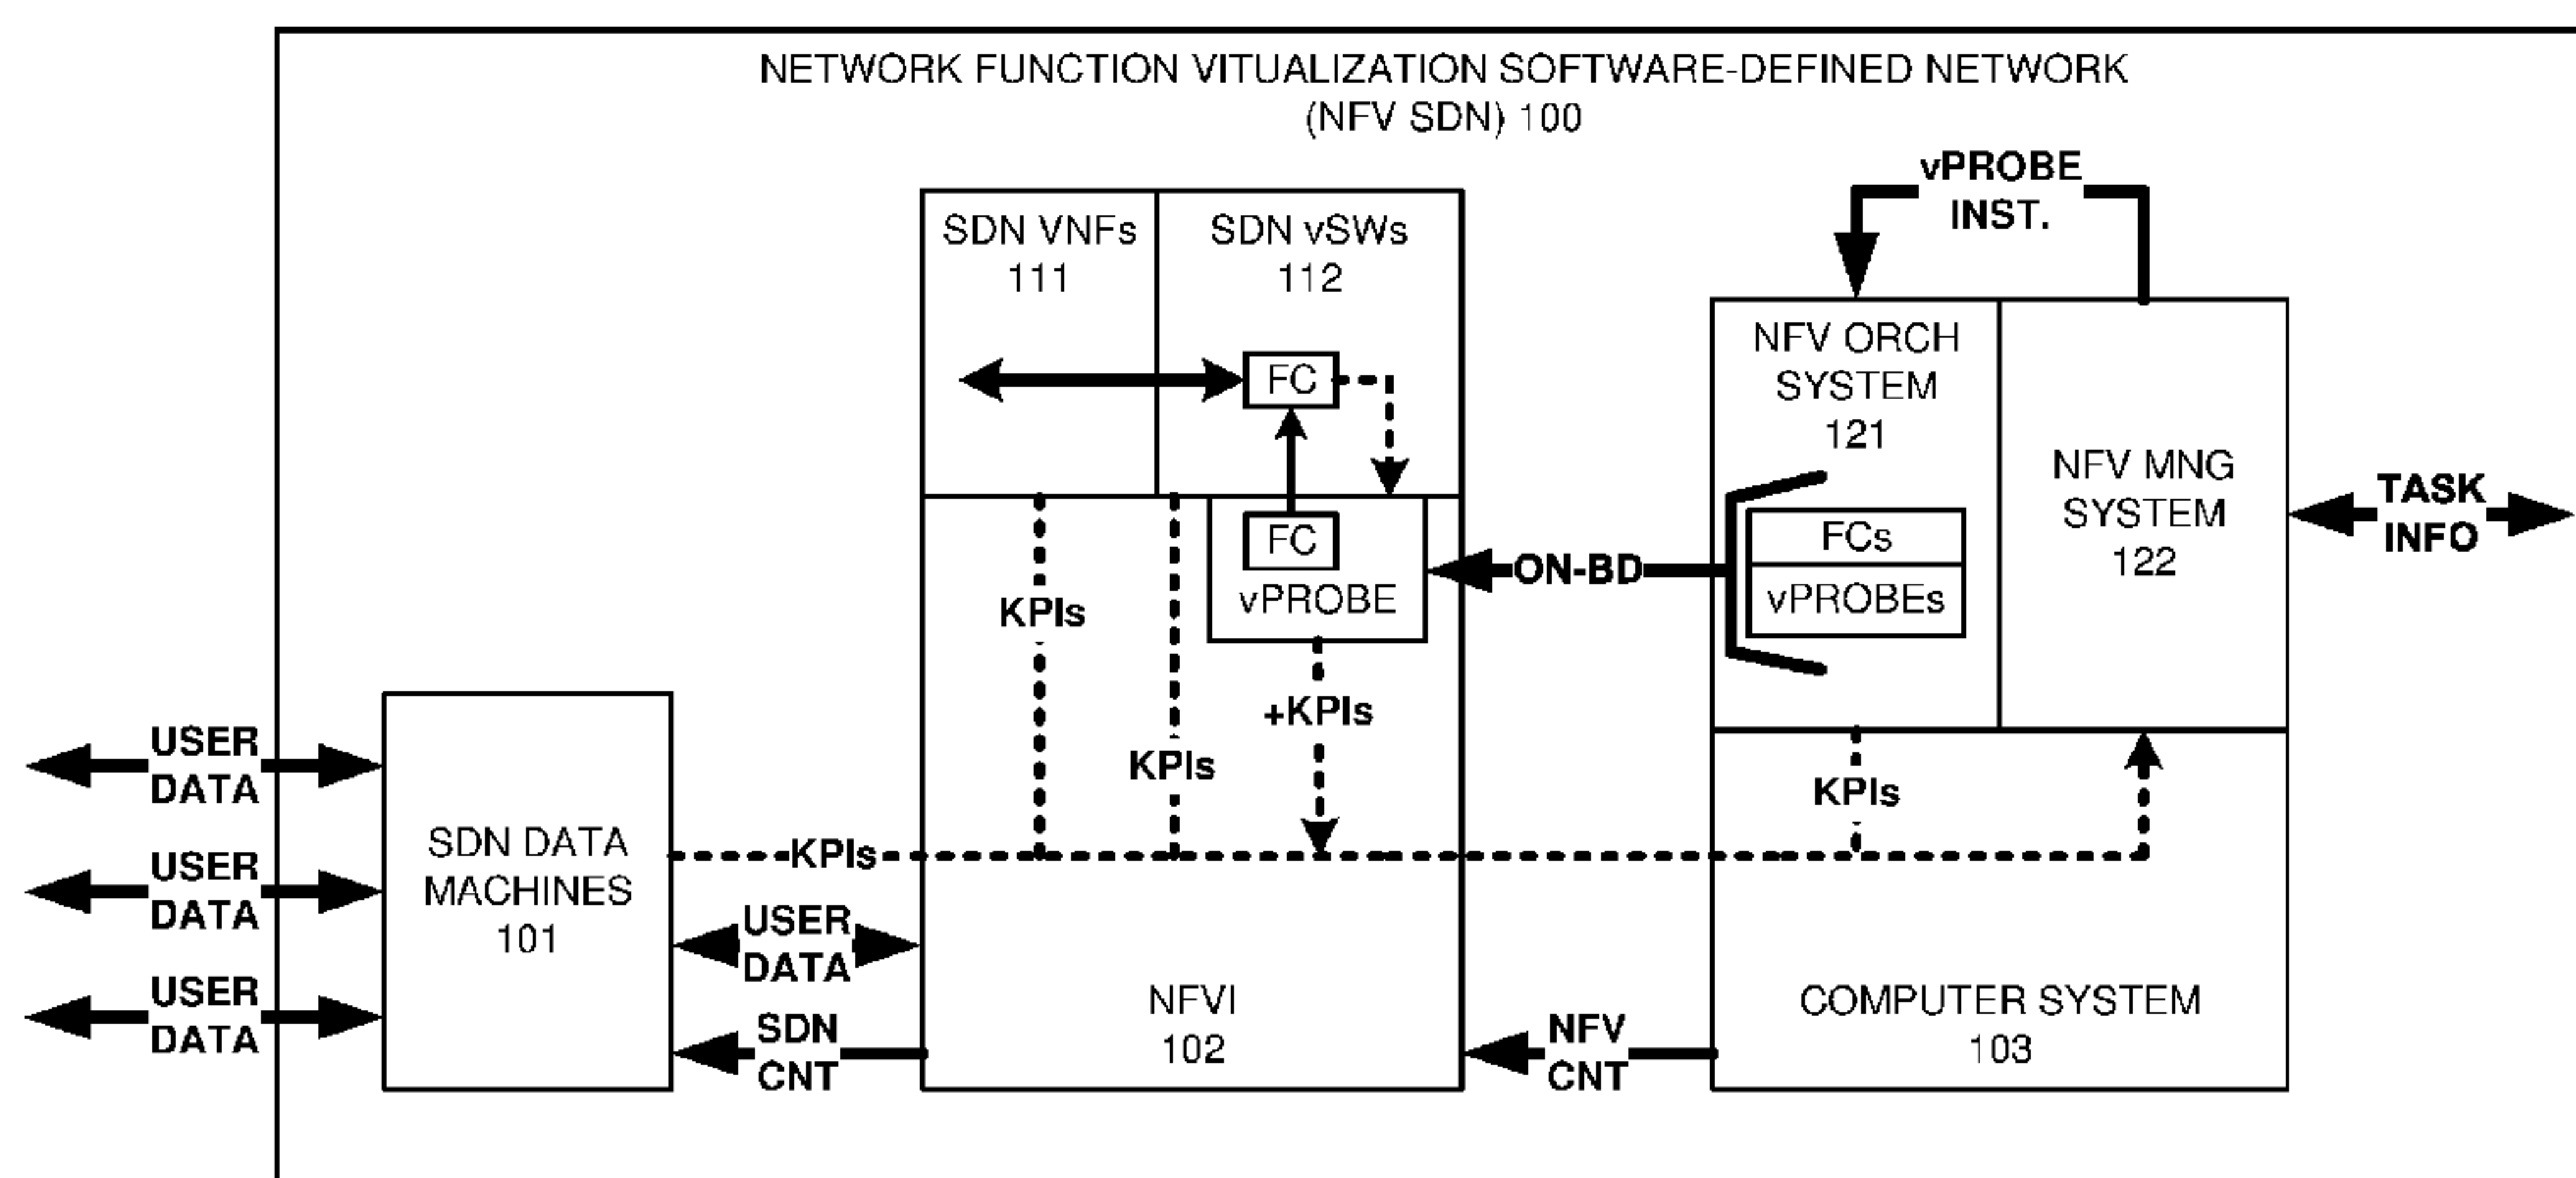 NETWORK FUNCTION VITUALIZATION SOFTWARE-DEFINED NETWORK
(NFV SDN) 100
vPROBE
INST.
SDN VNFs
111
SDN vSWs
112
FC
FC
vPROBE
KPIs
KPIs
+KPIs
ON-BD
NFV ORCH
SYSTEM
121
FCs
vPROBEs
NFV MNG
SYSTEM
122
TASK
INFO
KPIs
USER
DATA
USER
DATA
USER
DATA
SDN DATA
MACHINES
101
KPIs
USER
DATA
SDN
CNT
NFVI
102
NFV
CNT
COMPUTER SYSTEM
103